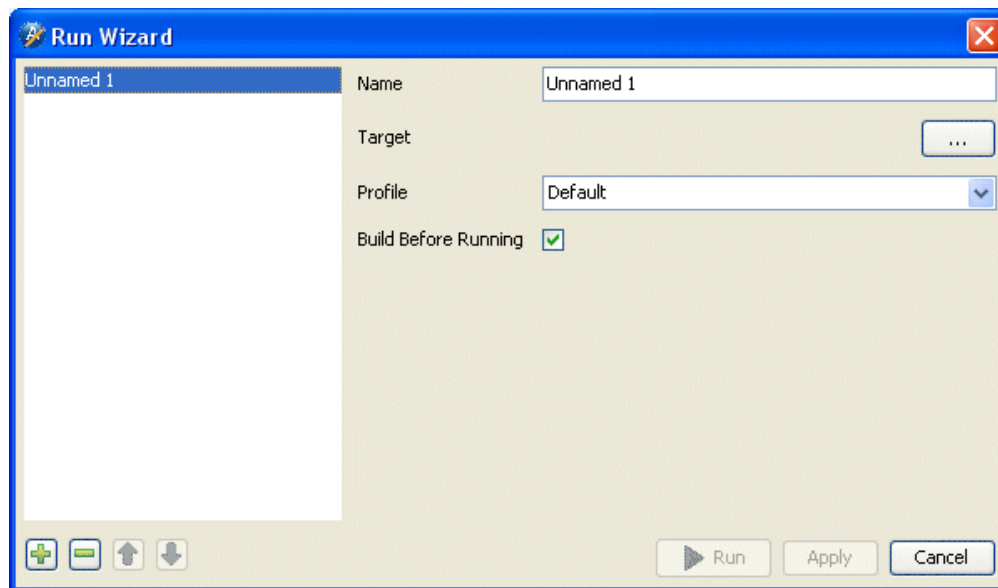 Run Wizard
Unnamed 1
Name Unnamed 1
Target ...
Profile Default
Build Before Running
Run Apply Cancel